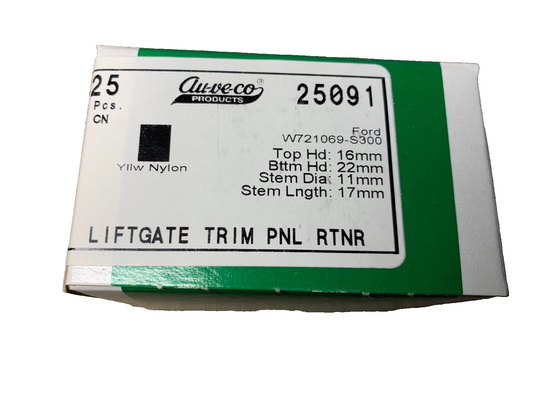 25
Pcs.
CN
Au-ve-co®
PRODUCTS
25091
Ford
W721069-S300
Yllw Nylon
Top Hd: 16mm
Bttm Hd: 22mm
Stem Dia: 11mm
Stem Lngth: 17mm
LIFTGATE TRIM PNL RTNR